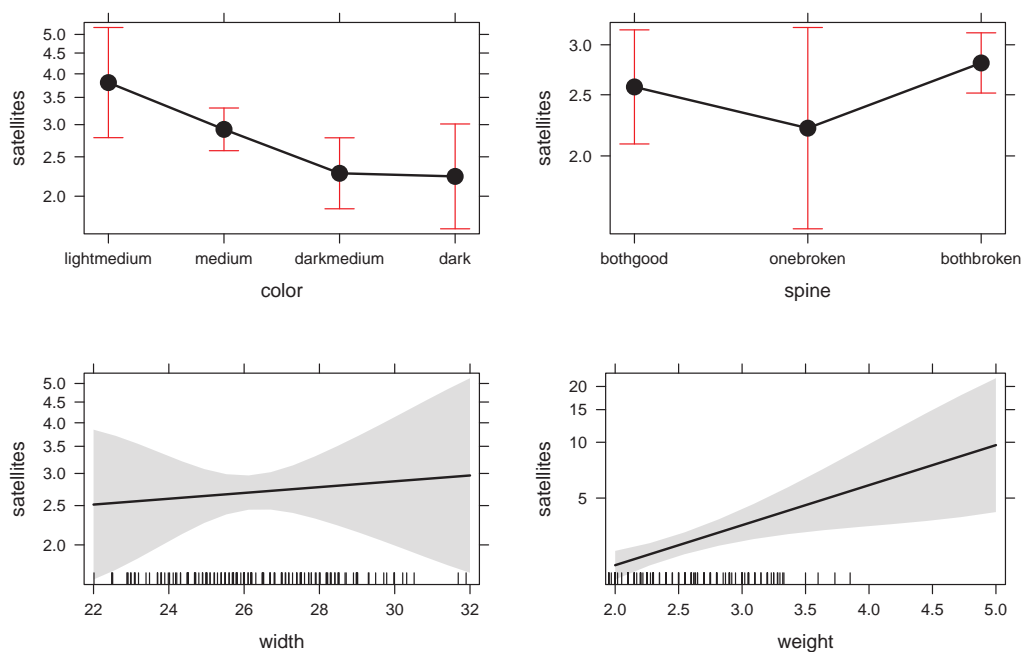 satellites
5.0
4.5
4.0
3.5
3.0
2.5
2.0
lightmedium medium darkmedium dark
color
satellites
3.0
2.5
2.0
bothgood onebroken bothbroken
spine
satellites
5.0
4.5
4.0
3.5
3.0
2.5
2.0
22 24 26 28 30 32
width
satellites
20
15
10
5
2.0 2.5 3.0 3.5 4.0 4.5 5.0
weight